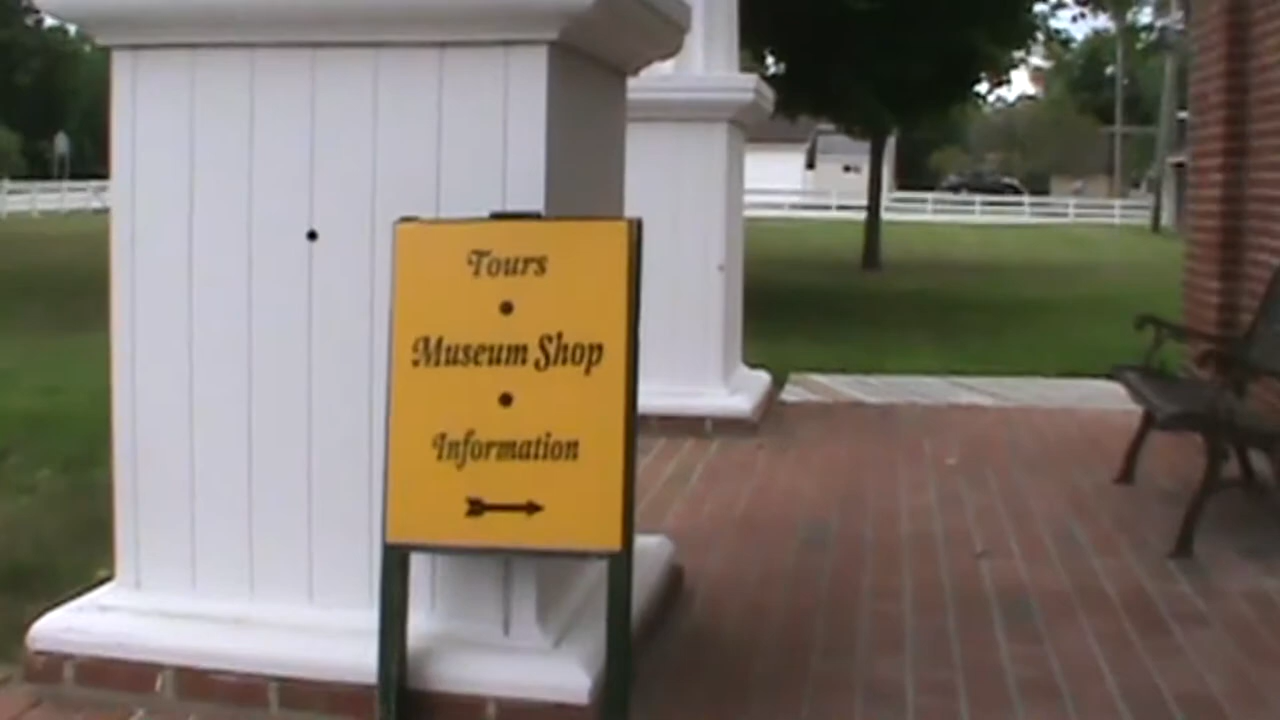 Tours
•
Museum Shop
•
Information